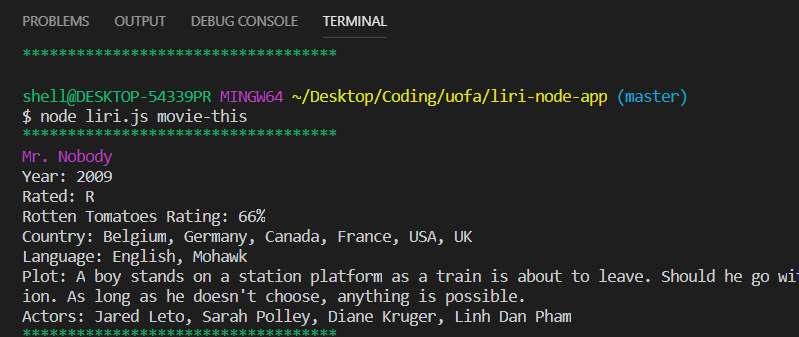 PROBLEMS OUTPUT DEBUG CONSOLE TERMINAL
***********************************
shell@DESKTOP-54339PR MINGW64 ~/Desktop/Coding/uofa/liri-node-app (master)
$ node liri.js movie-this
***********************************
Mr. Nobody
Year: 2009
Rated: R
Rotten Tomatoes Rating: 66%
Country: Belgium, Germany, Canada, France, USA, UK
Language: English, Mohawk
Plot: A boy stands on a station platform as a train is about to leave. Should he go wi
ion. As long as he doesn't choose, anything is possible.
Actors: Jared Leto, Sarah Polley, Diane Kruger, Linh Dan Pham
***********************************